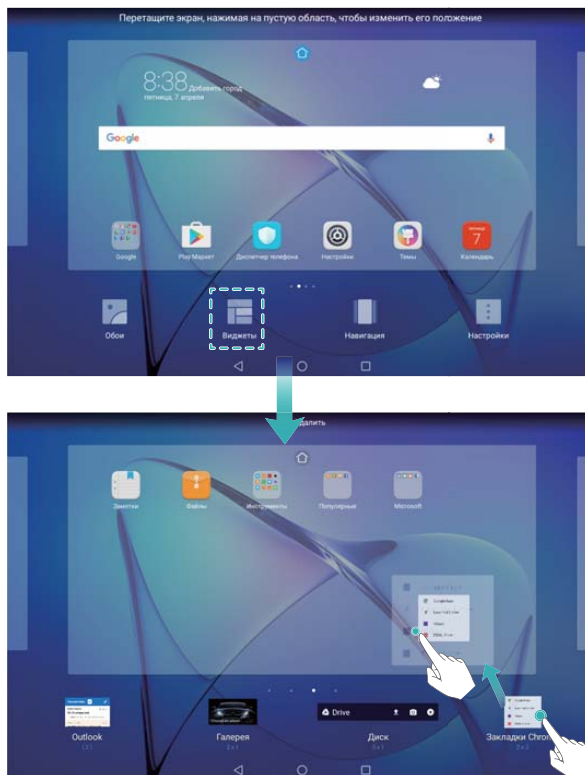 Перетащите экран, нажимая на пустую область, чтобы изменить его положение
8:38 Добавить город
пятница, 7 апреля
Google
Google
Play Маркет
Диспетчер телефона
Настройки
Темы
7
Календарь
Обои
Виджеты
Навигация
Настройки
далить
Заметки
Файлы
Инструменты
Популярные
Microsoft
Drive
Outlook
Галерея
Диск
Закладки Chrom